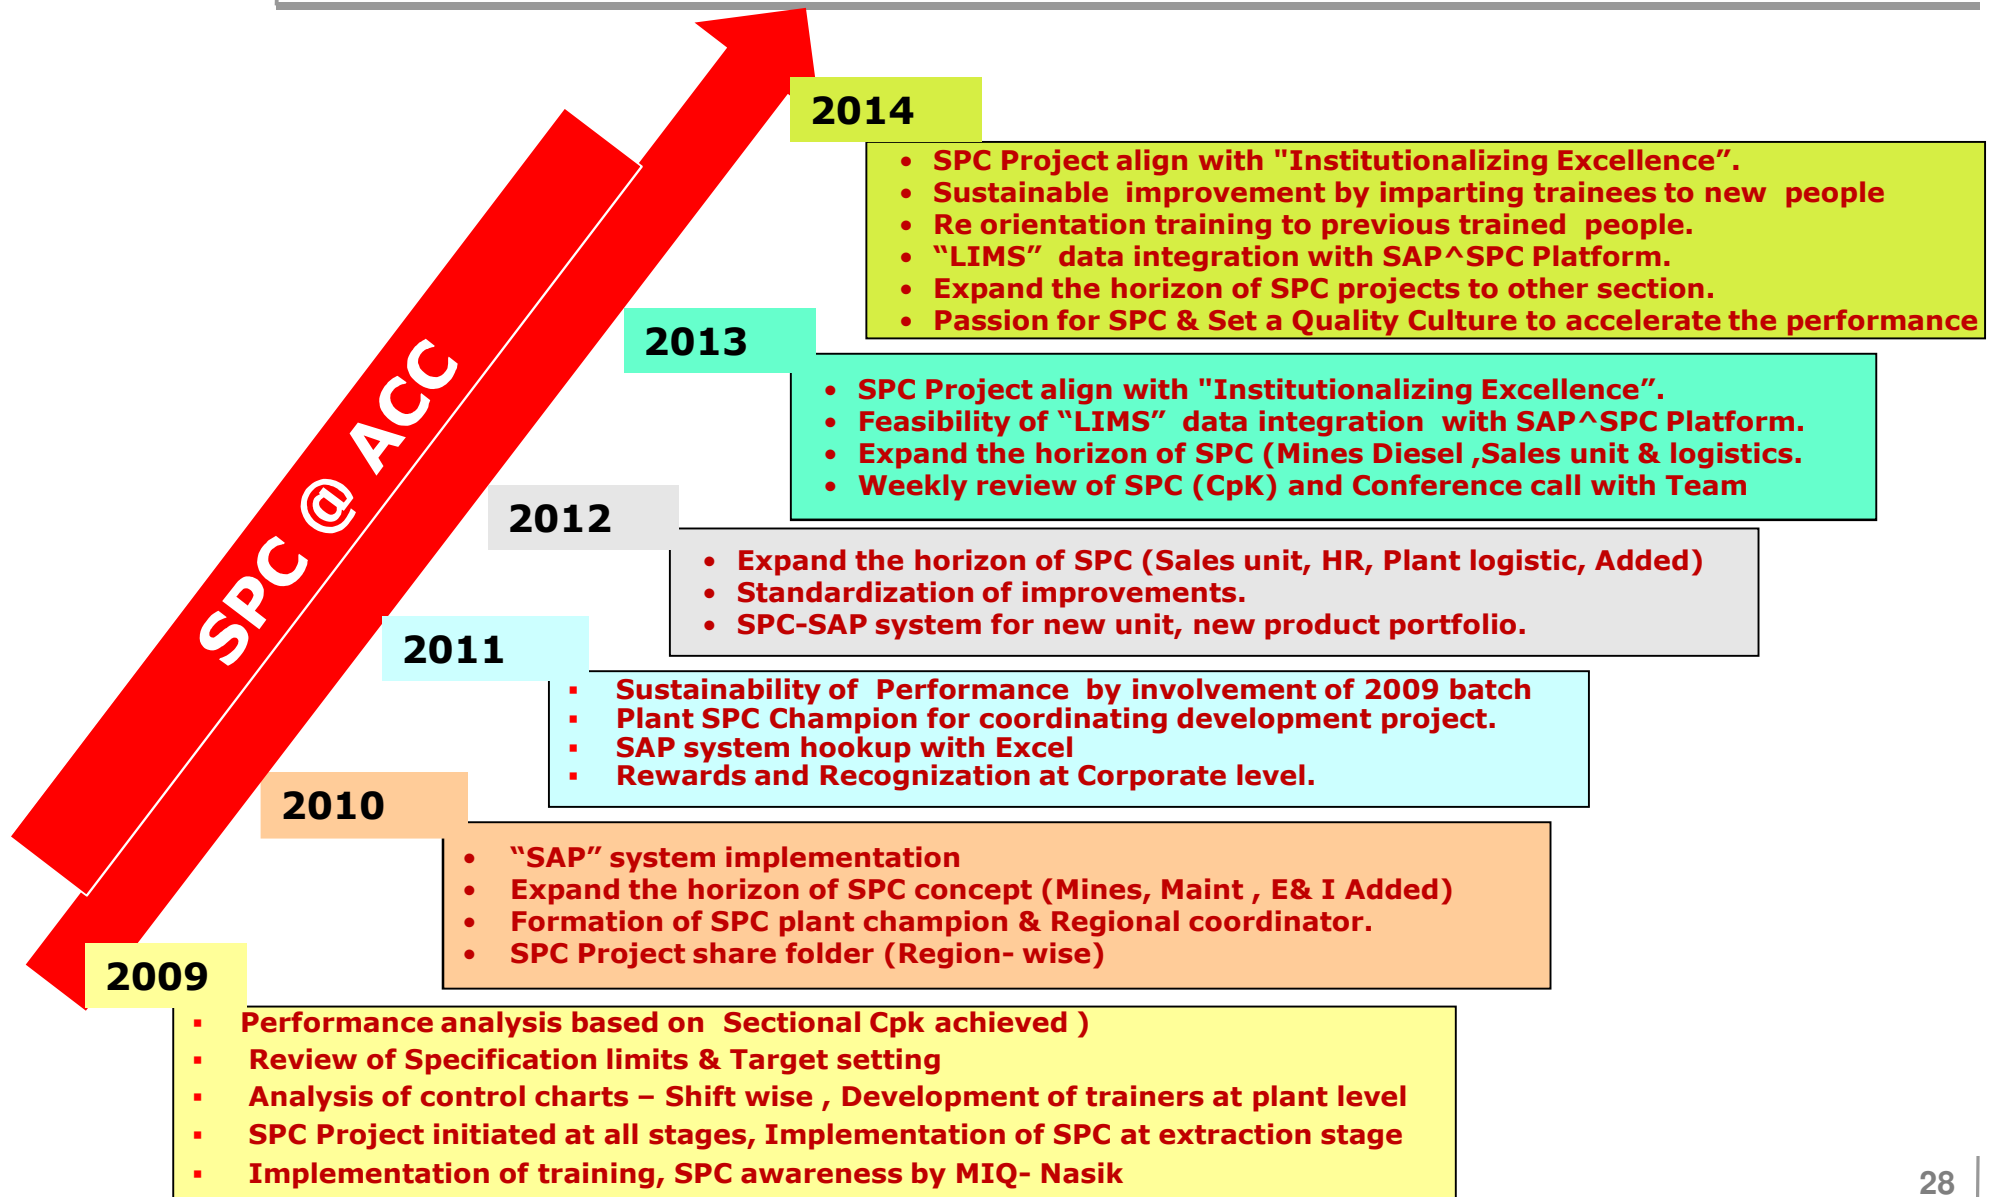 2014
• SPC Project align with "Institutionalizing Excellence”.
• Sustainable improvement by imparting trainees to new people
• Re orientation training to previous trained people.
• “LIMS” data integration with SAP^SPC Platform.
• Expand the horizon of SPC projects to other section.
• Passion for SPC & Set a Quality Culture to accelerate the performance
2013
• SPC Project align with "Institutionalizing Excellence”.
• Feasibility of “LIMS” data integration with SAP^SPC Platform.
• Expand the horizon of SPC (Mines Diesel ,Sales unit & logistics.
• Weekly review of SPC (CpK) and Conference call with Team
SPC @ ACC
2012
• Expand the horizon of SPC (Sales unit, HR, Plant logistic, Added)
• Standardization of improvements.
• SPC-SAP system for new unit, new product portfolio.
2011
▪ Sustainability of Performance by involvement of 2009 batch
▪ Plant SPC Champion for coordinating development project.
▪ SAP system hookup with Excel
▪ Rewards and Recognization at Corporate level.
2010
• “SAP” system implementation
• Expand the horizon of SPC concept (Mines, Maint , E& I Added)
• Formation of SPC plant champion & Regional coordinator.
• SPC Project share folder (Region- wise)
2009
▪ Performance analysis based on Sectional Cpk achieved )
▪ Review of Specification limits & Target setting
▪ Analysis of control charts – Shift wise , Development of trainers at plant level
▪ SPC Project initiated at all stages, Implementation of SPC at extraction stage
▪ Implementation of training, SPC awareness by MIQ- Nasik
28